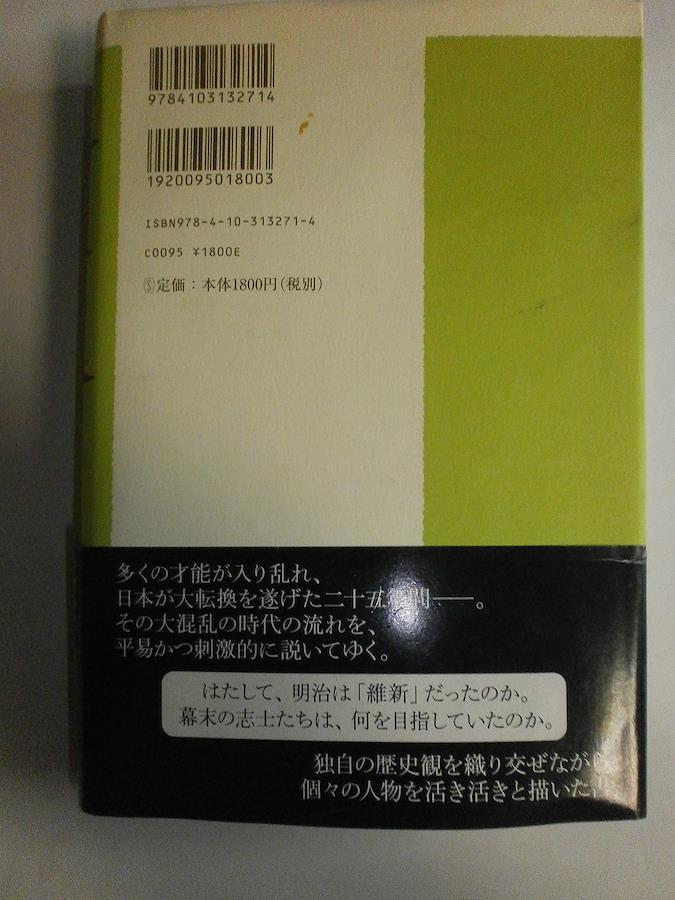 9784103132714
1920095018003
ISBN978-4-10-313271-4
C0095 ¥1800E
Ⓢ定価：本体1800円（税別）
多くの才能が入り乱れ、
日本が大転換を遂げた二十五年間――。
その大混乱の時代の流れを、
平易かつ刺激的に説いてゆく。
はたして、明治は「維新」だったのか。
幕末の志士たちは、何を目指していたのか。
独自の歴史観を織り交ぜながら、
個々の人物を活き活きと描いた